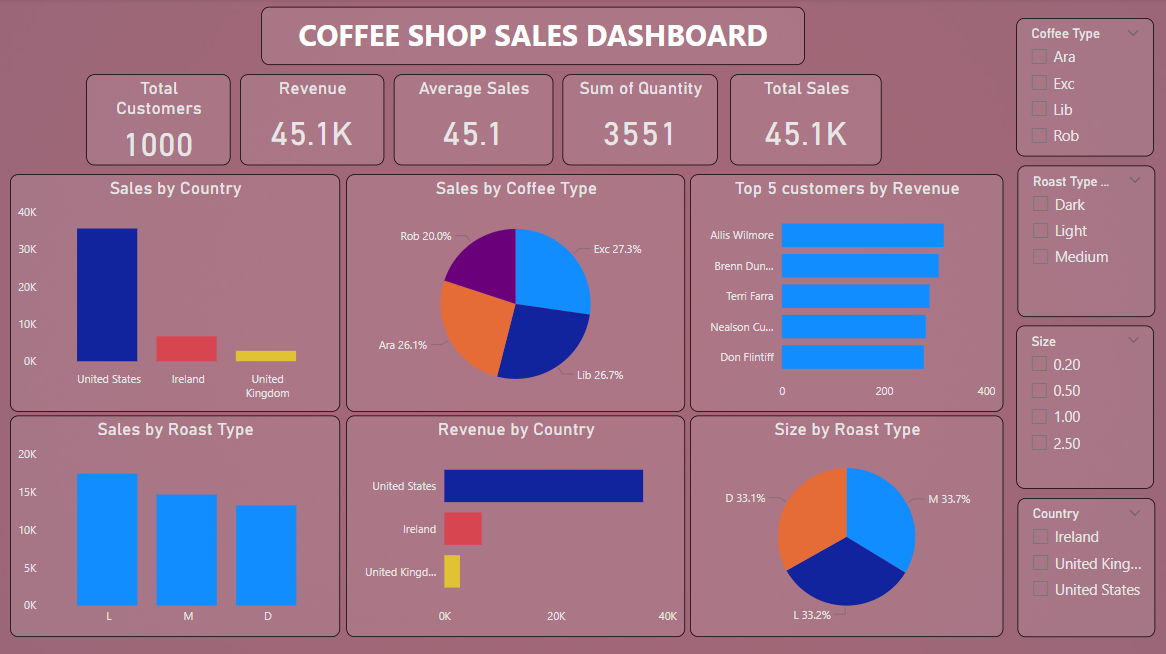 COFFEE SHOP SALES DASHBOARD
Total
Customers
1000
Revenue
45.1K
Average Sales
45.1
Sum of Quantity
3551
Total Sales
45.1K
Sales by Country
40K
30K
20K
10K
0K
United States
Ireland
United
Kingdom
Sales by Coffee Type
Rob 20.0%
Exc 27.3%
Ara 26.1%
Lib 26.7%
Top 5 customers by Revenue
Allis Wilmore
Brenn Dun...
Terri Farra
Nealson Cu...
Don Flintiff
0
200
400
Sales by Roast Type
20K
15K
10K
5K
0K
L
M
D
Revenue by Country
United States
Ireland
United Kingd...
0K
20K
40K
Size by Roast Type
D 33.1%
M 33.7%
L 33.2%
Coffee Type
Ara
Exc
Lib
Rob
Roast Type ...
Dark
Light
Medium
Size
0.20
0.50
1.00
2.50
Country
Ireland
United King...
United States